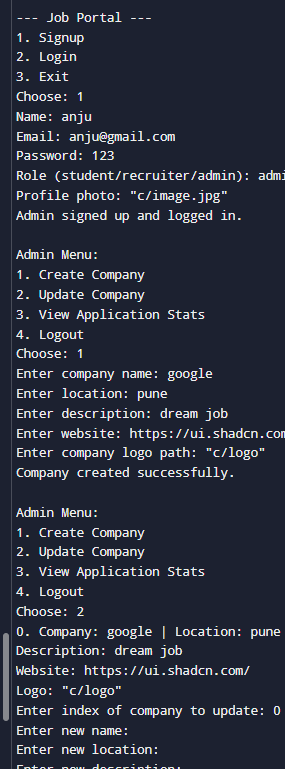 --- Job Portal ---
1. Signup
2. Login
3. Exit
Choose: 1
Name: anju
Email: anju@gmail.com
Password: 123
Role (student/recruiter/admin): admi
Profile photo: "c/image.jpg"
Admin signed up and logged in.
Admin Menu:
1. Create Company
2. Update Company
3. View Application Stats
4. Logout
Choose: 1
Enter company name: google
Enter location: pune
Enter description: dream job
Enter website: https://ui.shadcn.com
Enter company logo path: "c/logo"
Company created successfully.
Admin Menu:
1. Create Company
2. Update Company
3. View Application Stats
4. Logout
Choose: 2
0. Company: google | Location: pune
Description: dream job
Website: https://ui.shadcn.com/
Logo: "c/logo"
Enter index of company to update: 0
Enter new name:
Enter new location:
Enter new description: